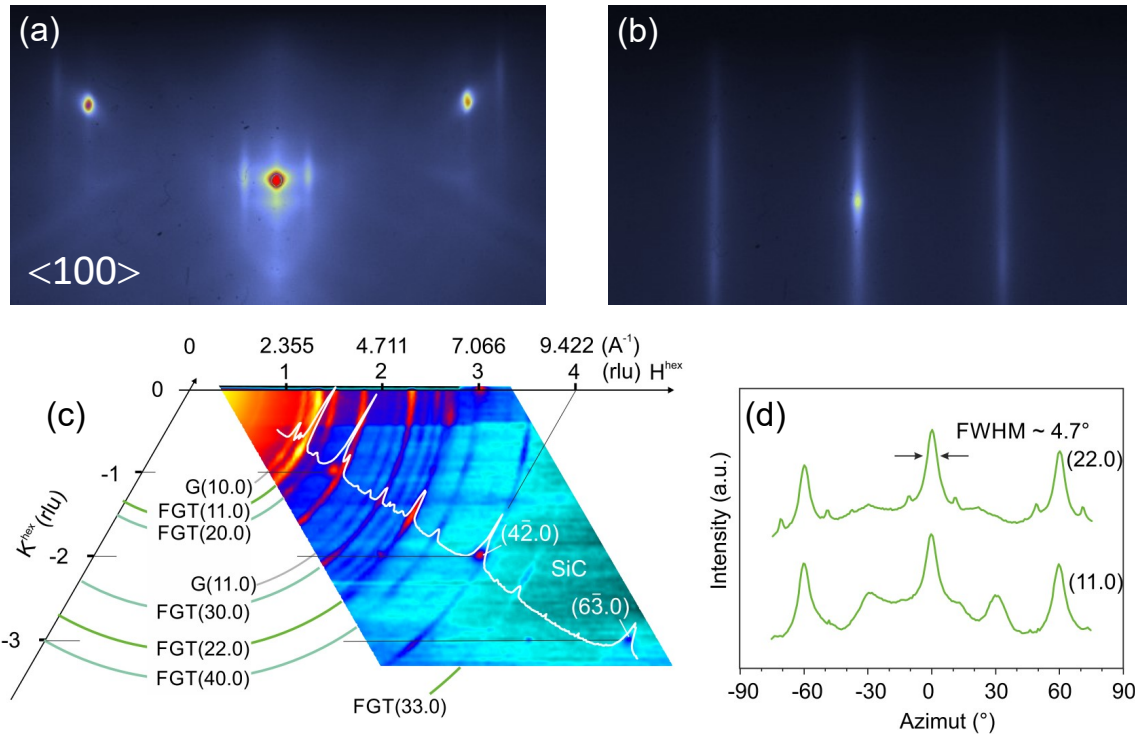 (a)
<100>
(b)
0 2.355 4.711 7.066 9.422 (A⁻¹)
1 2 3 4 (rlu) Hʰᵉˣ
0
(c)
-1
-2
-3
Kʰᵉˣ (rlu)
G(10.0)
FGT(11.0)
FGT(20.0)
G(11.0)
FGT(30.0)
FGT(22.0)
FGT(40.0)
FGT(33.0)
(42̄.0)
SiC
(63̄.0)
(d)
FWHM ~ 4.7°
(22.0)
(11.0)
Intensity (a.u.)
-90 -60 -30 0 30 60 90
Azimut (°)